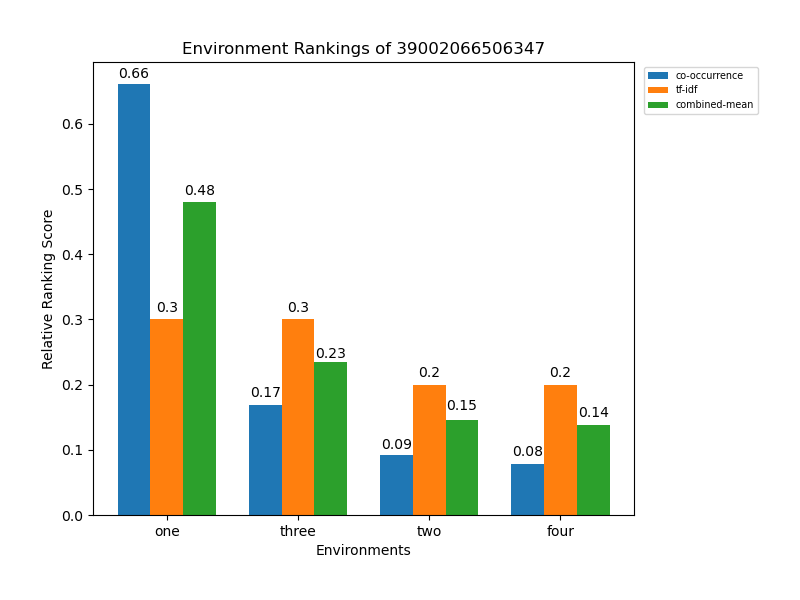 Environment Rankings of 39002066506347
0.66
0.3
0.48
0.17
0.3
0.23
0.09
0.2
0.15
0.08
0.2
0.14
co-occurrence
tf-idf
combined-mean
Relative Ranking Score
0.6
0.5
0.4
0.3
0.2
0.1
0.0
one three two four
Environments